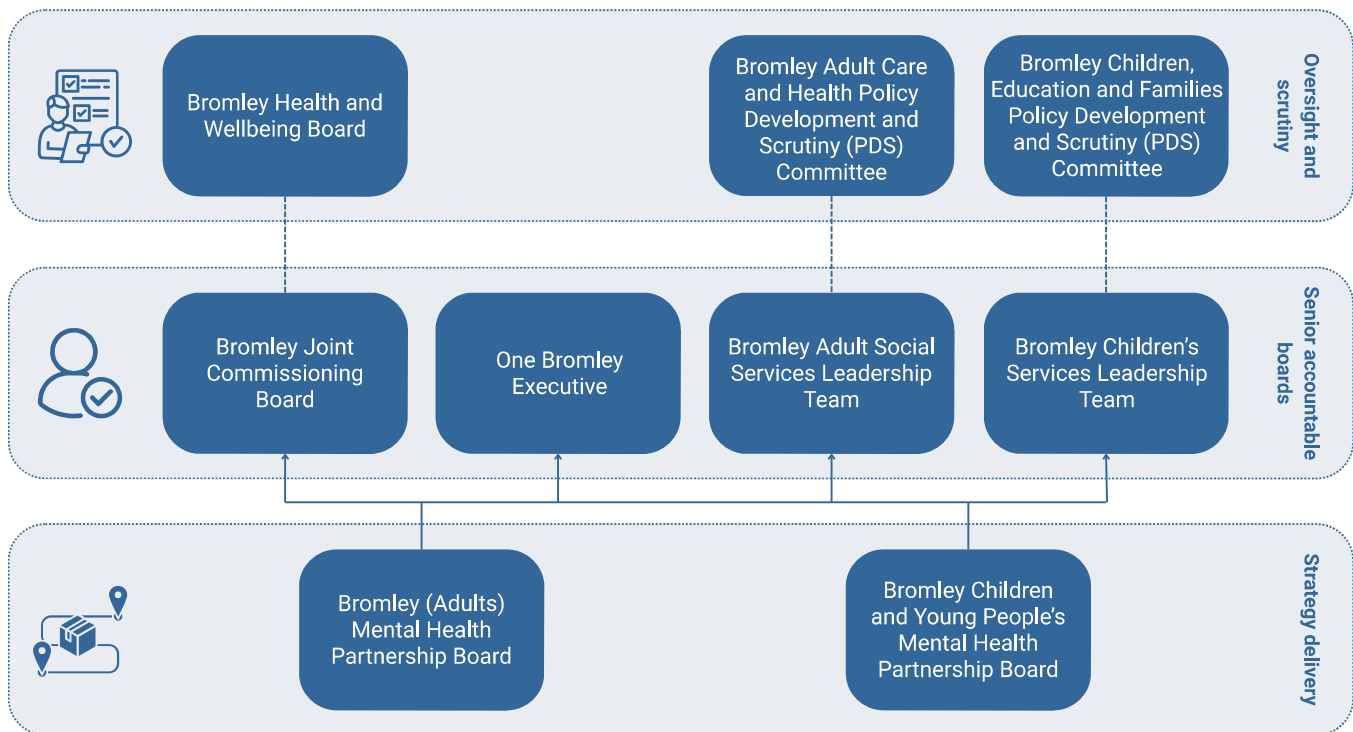 Bromley Health and
Wellbeing Board
Bromley Adult Care
and Health Policy
Development and
Scrutiny (PDS)
Committee
Bromley Children,
Education and Families
Policy Development
and Scrutiny (PDS)
Committee
Oversight and
scrutiny
Bromley Joint
Commissioning
Board
One Bromley
Executive
Bromley Adult Social
Services Leadership
Team
Bromley Children’s
Services Leadership
Team
Senior accountable
boards
Bromley (Adults)
Mental Health
Partnership Board
Bromley Children
and Young People’s
Mental Health
Partnership Board
Strategy delivery